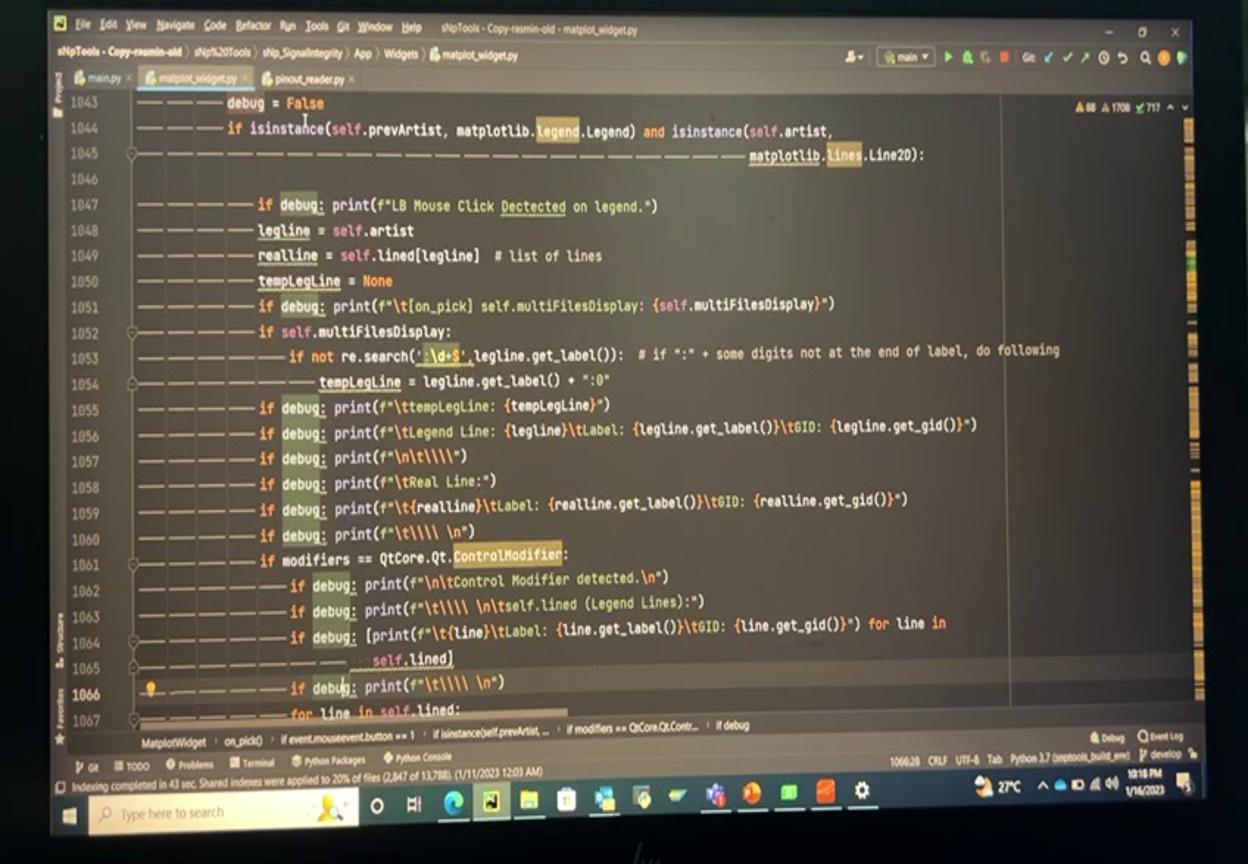 File Edit View Navigate Code Refactor Run Tools Git Window Help sNpTools - Copy-rasmin-old - matplot_widget.py
sNpTools - Copy-rasmin-old › sNp%20Tools › sNp_SignalIntegrity › App › Widgets › matplot_widget.py main Git:
main.py × matplot_widget.py × pinout_reader.py ×
Project
68 1708 717
1043 debug = False
1044 if isinstance(self.prevArtist, matplotlib.legend.Legend) and isinstance(self.artist,
1045 matplotlib.lines.Line2D):
1046
1047 if debug: print(f"LB Mouse Click Dectected on legend.")
1048 legline = self.artist
1049 realline = self.lined[legline] # list of lines
1050 tempLegLine = None
1051 if debug: print(f"\t[on_pick] self.multiFilesDisplay: {self.multiFilesDisplay}")
1052 if self.multiFilesDisplay:
1053 if not re.search(':\d+$',legline.get_label()): # if ":" + some digits not at the end of label, do following
1054 tempLegLine = legline.get_label() + ":0"
1055 if debug: print(f"\ttempLegLine: {tempLegLine}")
1056 if debug: print(f"\tLegend Line: {legline}\tLabel: {legline.get_label()}\tGID: {legline.get_gid()}")
1057 if debug: print(f"\n\t\\\\")
1058 if debug: print(f"\tReal Line:")
1059 if debug: print(f"\t{realline}\tLabel: {realline.get_label()}\tGID: {realline.get_gid()}")
1060 if debug: print(f"\t\\\\ \n")
1061 if modifiers == QtCore.Qt.ControlModifier:
1062 if debug: print(f"\n\tControl Modifier detected.\n")
1063 if debug: print(f"\t\\\\ \n\tself.lined (Legend Lines):")
1064 if debug: [print(f"\t{line}\tLabel: {line.get_label()}\tGID: {line.get_gid()}") for line in
1065 self.lined]
1066 if debug: print(f"\t\\\\ \n")
1067 for line in self.lined:
Structure
Favorites
MatplotWidget › on_pick() › if event.mouseevent.button == 1 › if isinstance(self.prevArtist, ... › if modifiers == QtCore.Qt.Contr... › if debug
Git TODO Problems Terminal Python Packages Python Console Debug Event Log
Indexing completed in 43 sec. Shared indexes were applied to 20% of files (2,847 of 13,788). (1/11/2023 12:03 AM) 1066:28 CRLF UTF-8 Tab Python 3.7 (snptools_build_env) develop
Type here to search 27°C 10:18 PM
1/16/2023
hp